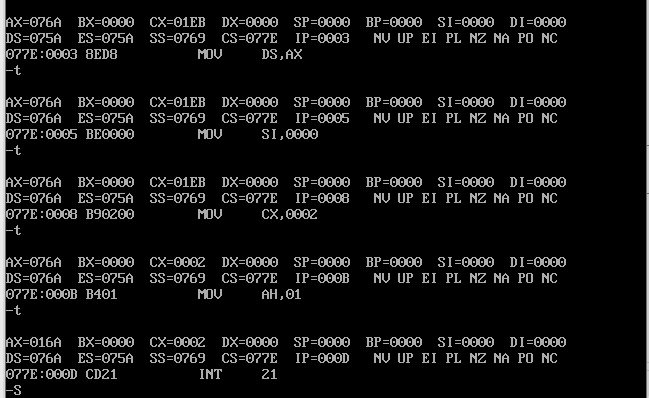 AX=076A BX=0000 CX=01EB DX=0000 SP=0000 BP=0000 SI=0000 DI=0000
DS=075A ES=075A SS=0769 CS=077E IP=0003 NV UP EI PL NZ NA PO NC
077E:0003 8ED8 MOV DS,AX
-t
AX=076A BX=0000 CX=01EB DX=0000 SP=0000 BP=0000 SI=0000 DI=0000
DS=076A ES=075A SS=0769 CS=077E IP=0005 NV UP EI PL NZ NA PO NC
077E:0005 BE0000 MOV SI,0000
-t
AX=076A BX=0000 CX=01EB DX=0000 SP=0000 BP=0000 SI=0000 DI=0000
DS=076A ES=075A SS=0769 CS=077E IP=0008 NV UP EI PL NZ NA PO NC
077E:0008 B90200 MOV CX,0002
-t
AX=076A BX=0000 CX=0002 DX=0000 SP=0000 BP=0000 SI=0000 DI=0000
DS=076A ES=075A SS=0769 CS=077E IP=000B NV UP EI PL NZ NA PO NC
077E:000B B401 MOV AH,01
-t
AX=016A BX=0000 CX=0002 DX=0000 SP=0000 BP=0000 SI=0000 DI=0000
DS=076A ES=075A SS=0769 CS=077E IP=000D NV UP EI PL NZ NA PO NC
077E:000D CD21 INT 21
-S